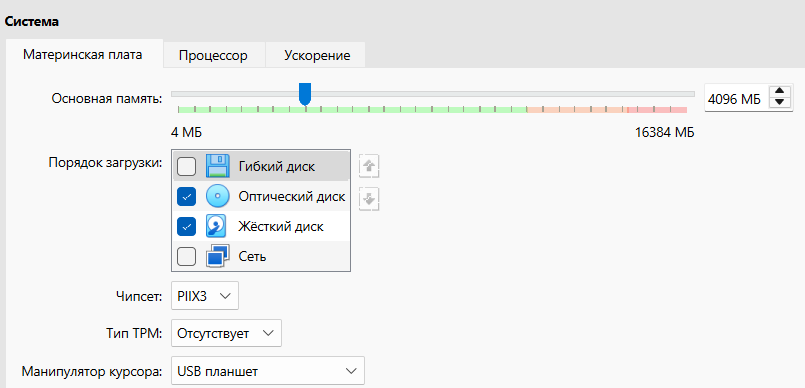 Система
Материнская плата Процессор Ускорение
Основная память: 4096 МБ
4 МБ 16384 МБ
Порядок загрузки: Гибкий диск
Оптический диск
Жёсткий диск
Сеть
Чипсет: PIIX3
Тип TPM: Отсутствует
Манипулятор курсора: USB планшет